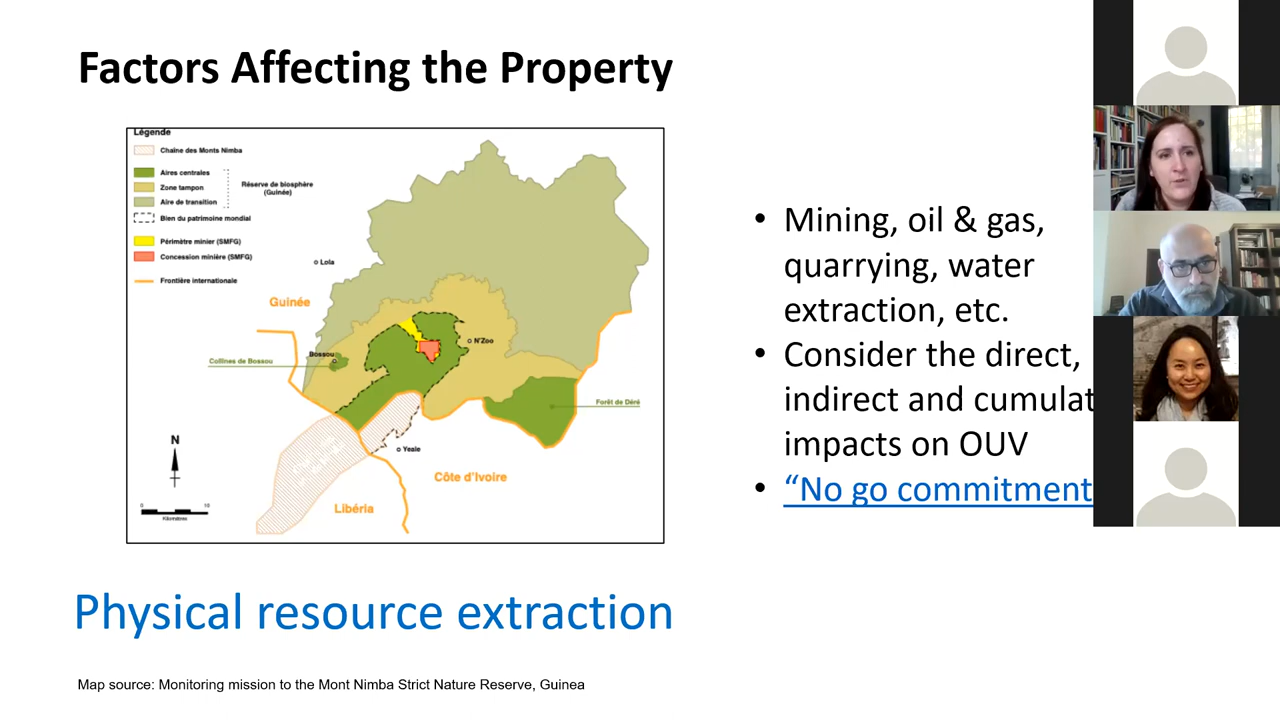 Factors Affecting the Property
Légende
Chaîne des Monts Nimba
Aires centrales
Zone tampon
Aire de transition
Réserve de biosphère
(Guinée)
Bien du patrimoine mondial
Périmètre minier (SMFG)
Concession minière (SMFG)
Frontière internationale
Lola
Guinée
N'Zoo
Bossou
Collines de Bossou
Forêt de Déré
Yeale
N
Côte d'Ivoire
Libéria
0 10
Kilomètres
• Mining, oil & gas,
quarrying, water
extraction, etc.
• Consider the direct,
indirect and cumulat
impacts on OUV
• “No go commitment
Physical resource extraction
Map source: Monitoring mission to the Mont Nimba Strict Nature Reserve, Guinea